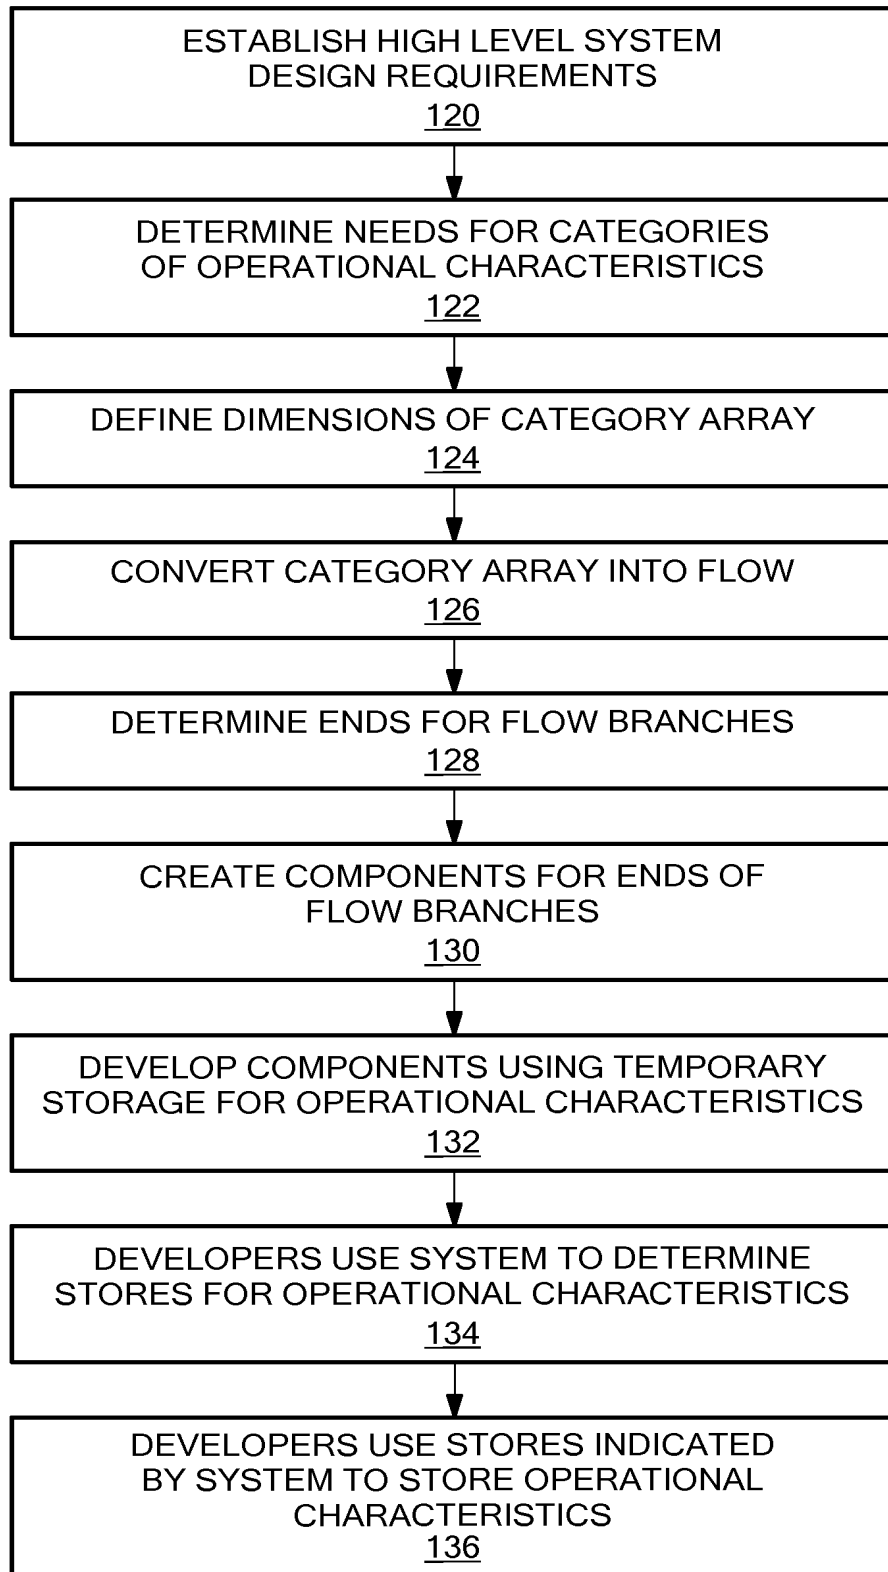 ESTABLISH HIGH LEVEL SYSTEM
DESIGN REQUIREMENTS
120
DETERMINE NEEDS FOR CATEGORIES
OF OPERATIONAL CHARACTERISTICS
122
DEFINE DIMENSIONS OF CATEGORY ARRAY
124
CONVERT CATEGORY ARRAY INTO FLOW
126
DETERMINE ENDS FOR FLOW BRANCHES
128
CREATE COMPONENTS FOR ENDS OF
FLOW BRANCHES
130
DEVELOP COMPONENTS USING TEMPORARY
STORAGE FOR OPERATIONAL CHARACTERISTICS
132
DEVELOPERS USE SYSTEM TO DETERMINE
STORES FOR OPERATIONAL CHARACTERISTICS
134
DEVELOPERS USE STORES INDICATED
BY SYSTEM TO STORE OPERATIONAL
CHARACTERISTICS
136